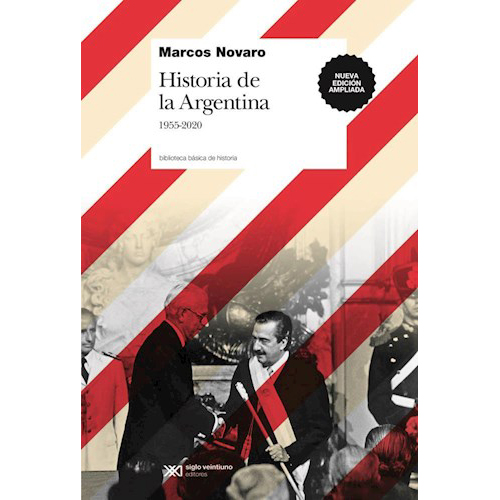 Marcos Novaro
Historia de
la Argentina
1955-2020
biblioteca básica de historia
NUEVA
EDICIÓN
AMPLIADA
siglo veintiuno
editores